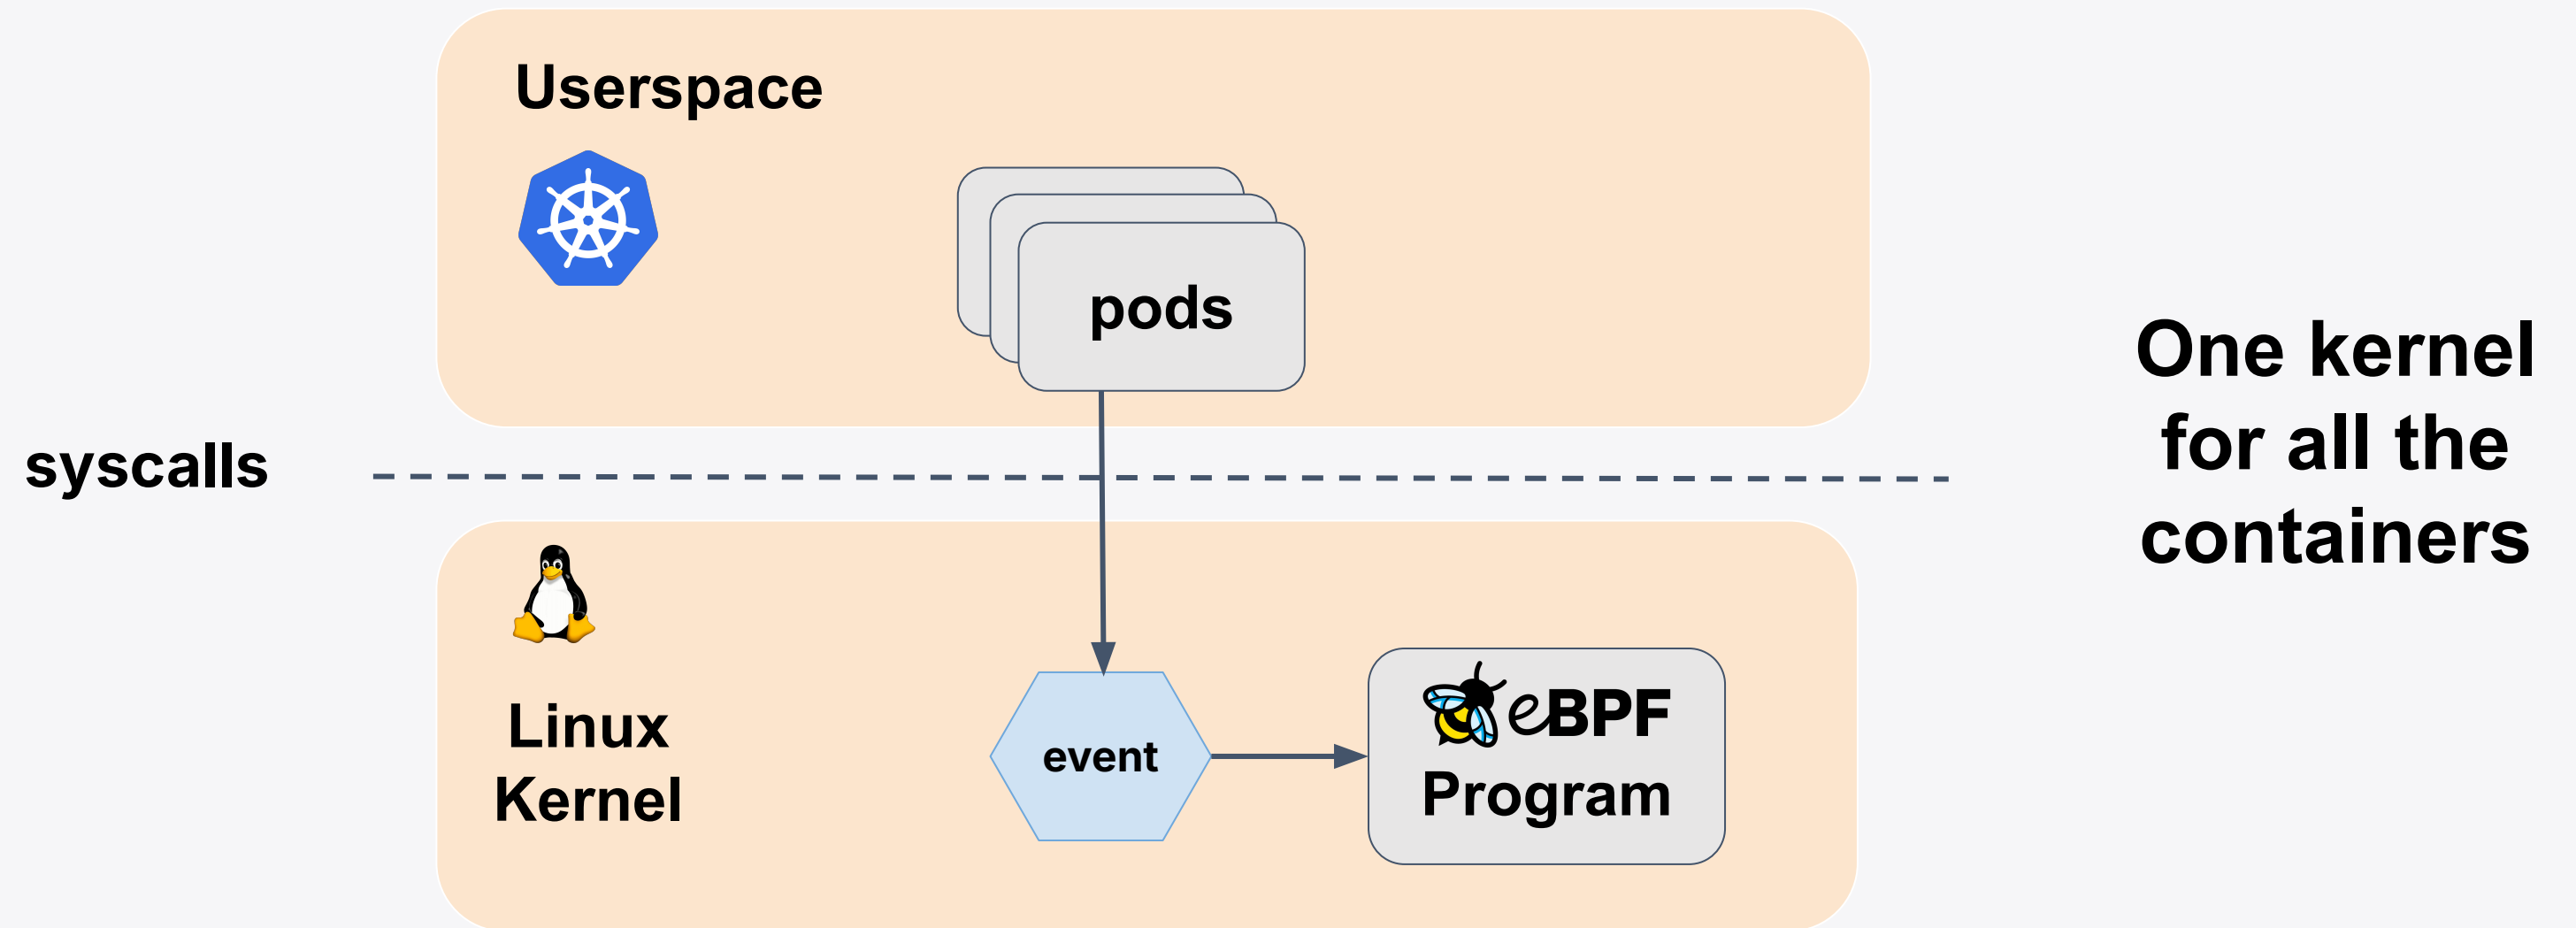 Userspace
pods
syscalls
One kernel
for all the
containers
Linux
Kernel
event
eBPF
Program